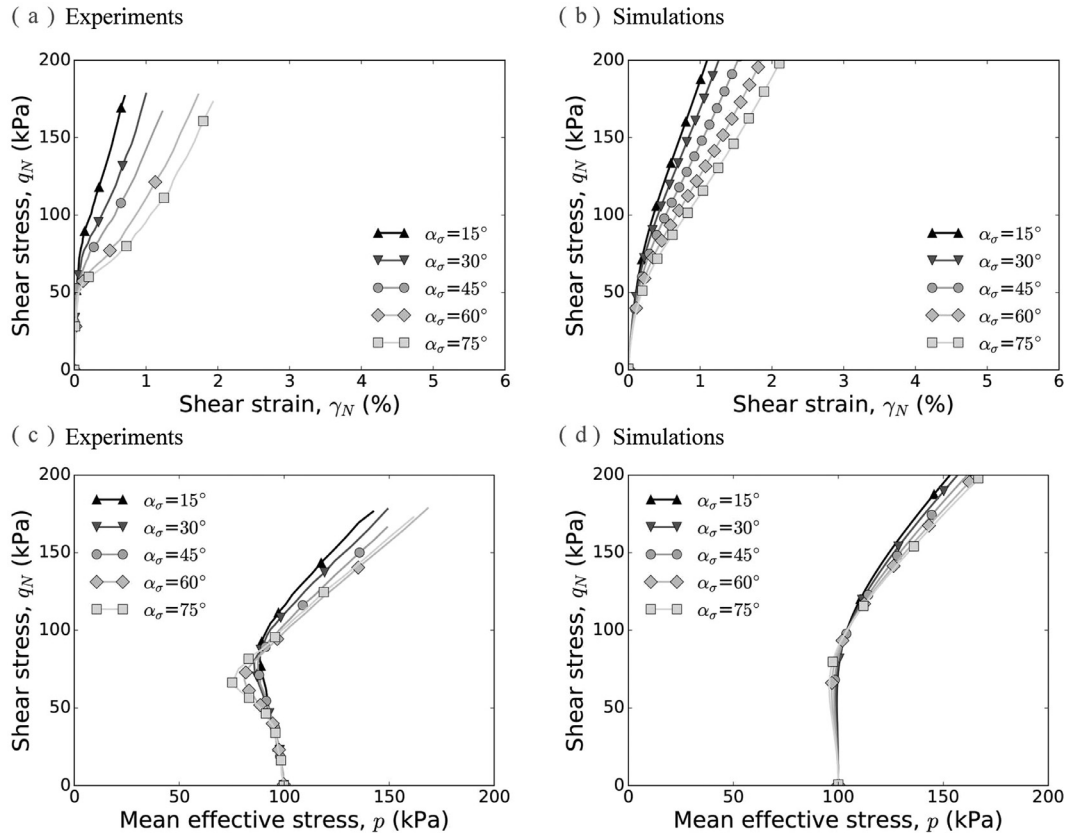 ( a ) Experiments
200
150
100
50
0
Shear stress, q_N (kPa)
α_σ=15°
α_σ=30°
α_σ=45°
α_σ=60°
α_σ=75°
0 1 2 3 4 5 6
Shear strain, γ_N (%)
( b ) Simulations
200
150
100
50
0
Shear stress, q_N (kPa)
α_σ=15°
α_σ=30°
α_σ=45°
α_σ=60°
α_σ=75°
0 1 2 3 4 5 6
Shear strain, γ_N (%)
( c ) Experiments
200
150
100
50
0
Shear stress, q_N (kPa)
α_σ=15°
α_σ=30°
α_σ=45°
α_σ=60°
α_σ=75°
0 50 100 150 200
Mean effective stress, p (kPa)
( d ) Simulations
200
150
100
50
0
Shear stress, q_N (kPa)
α_σ=15°
α_σ=30°
α_σ=45°
α_σ=60°
α_σ=75°
0 50 100 150 200
Mean effective stress, p (kPa)